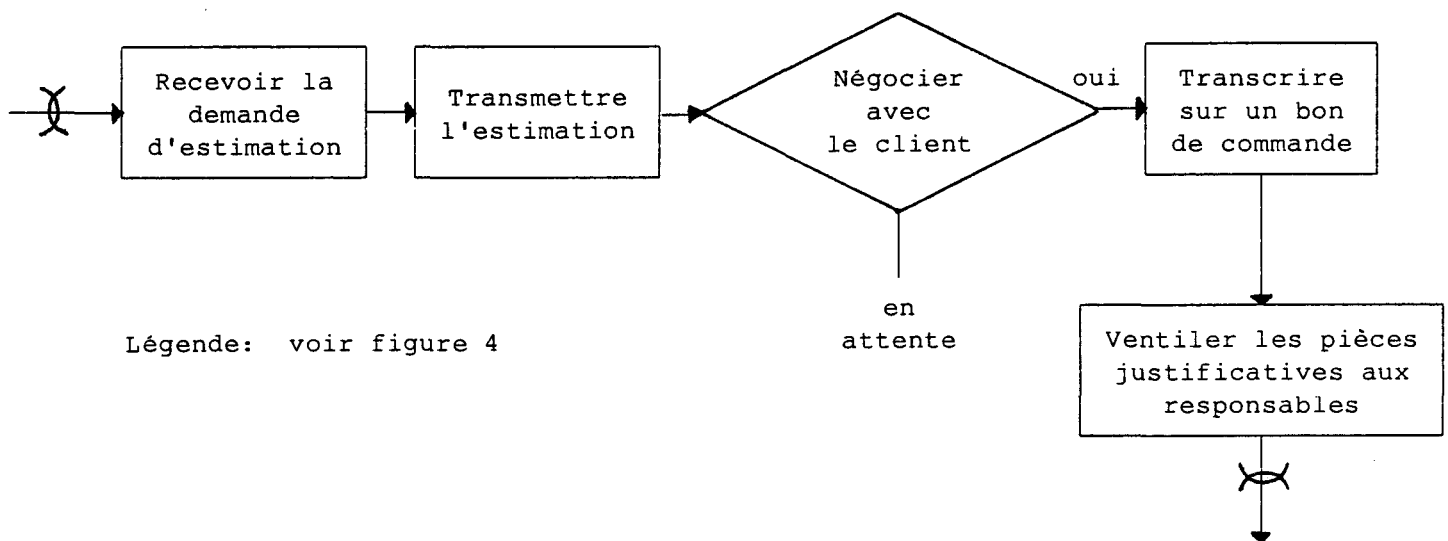 Recevoir la
demande
d'estimation
Transmettre
l'estimation
Négocier
avec
le client
oui
Transcrire
sur un bon
de commande
en
attente
Légende: voir figure 4
Ventiler les pièces
justificatives aux
responsables